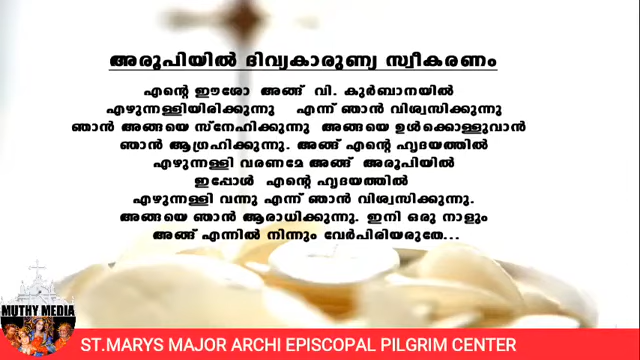 അരൂപിയിൽ ദിവ്യകാരുണ്യ സ്വീകരണം
എന്റെ ഈശോ അങ്ങ് വി. കുർബാനയിൽ
എഴുന്നള്ളിയിരിക്കുന്നു എന്ന് ഞാൻ വിശ്വസിക്കുന്നു
ഞാൻ അങ്ങയെ സ്നേഹിക്കുന്നു അങ്ങയെ ഉൾക്കൊള്ളുവാൻ
ഞാൻ ആഗ്രഹിക്കുന്നു. അങ്ങ് എന്റെ ഹൃദയത്തിൽ
എഴുന്നള്ളി വരണമേ അങ്ങ് അരൂപിയിൽ
ഇപ്പോൾ എന്റെ ഹൃദയത്തിൽ
എഴുന്നള്ളി വന്നു എന്ന് ഞാൻ വിശ്വസിക്കുന്നു.
അങ്ങയെ ഞാൻ ആരാധിക്കുന്നു. ഇനി ഒരു നാളും
അങ്ങ് എന്നിൽ നിന്നും വേർപിരിയരുതേ...
MUTHY MEDIA
ST.MARYS MAJOR ARCHI EPISCOPAL PILGRIM CENTER